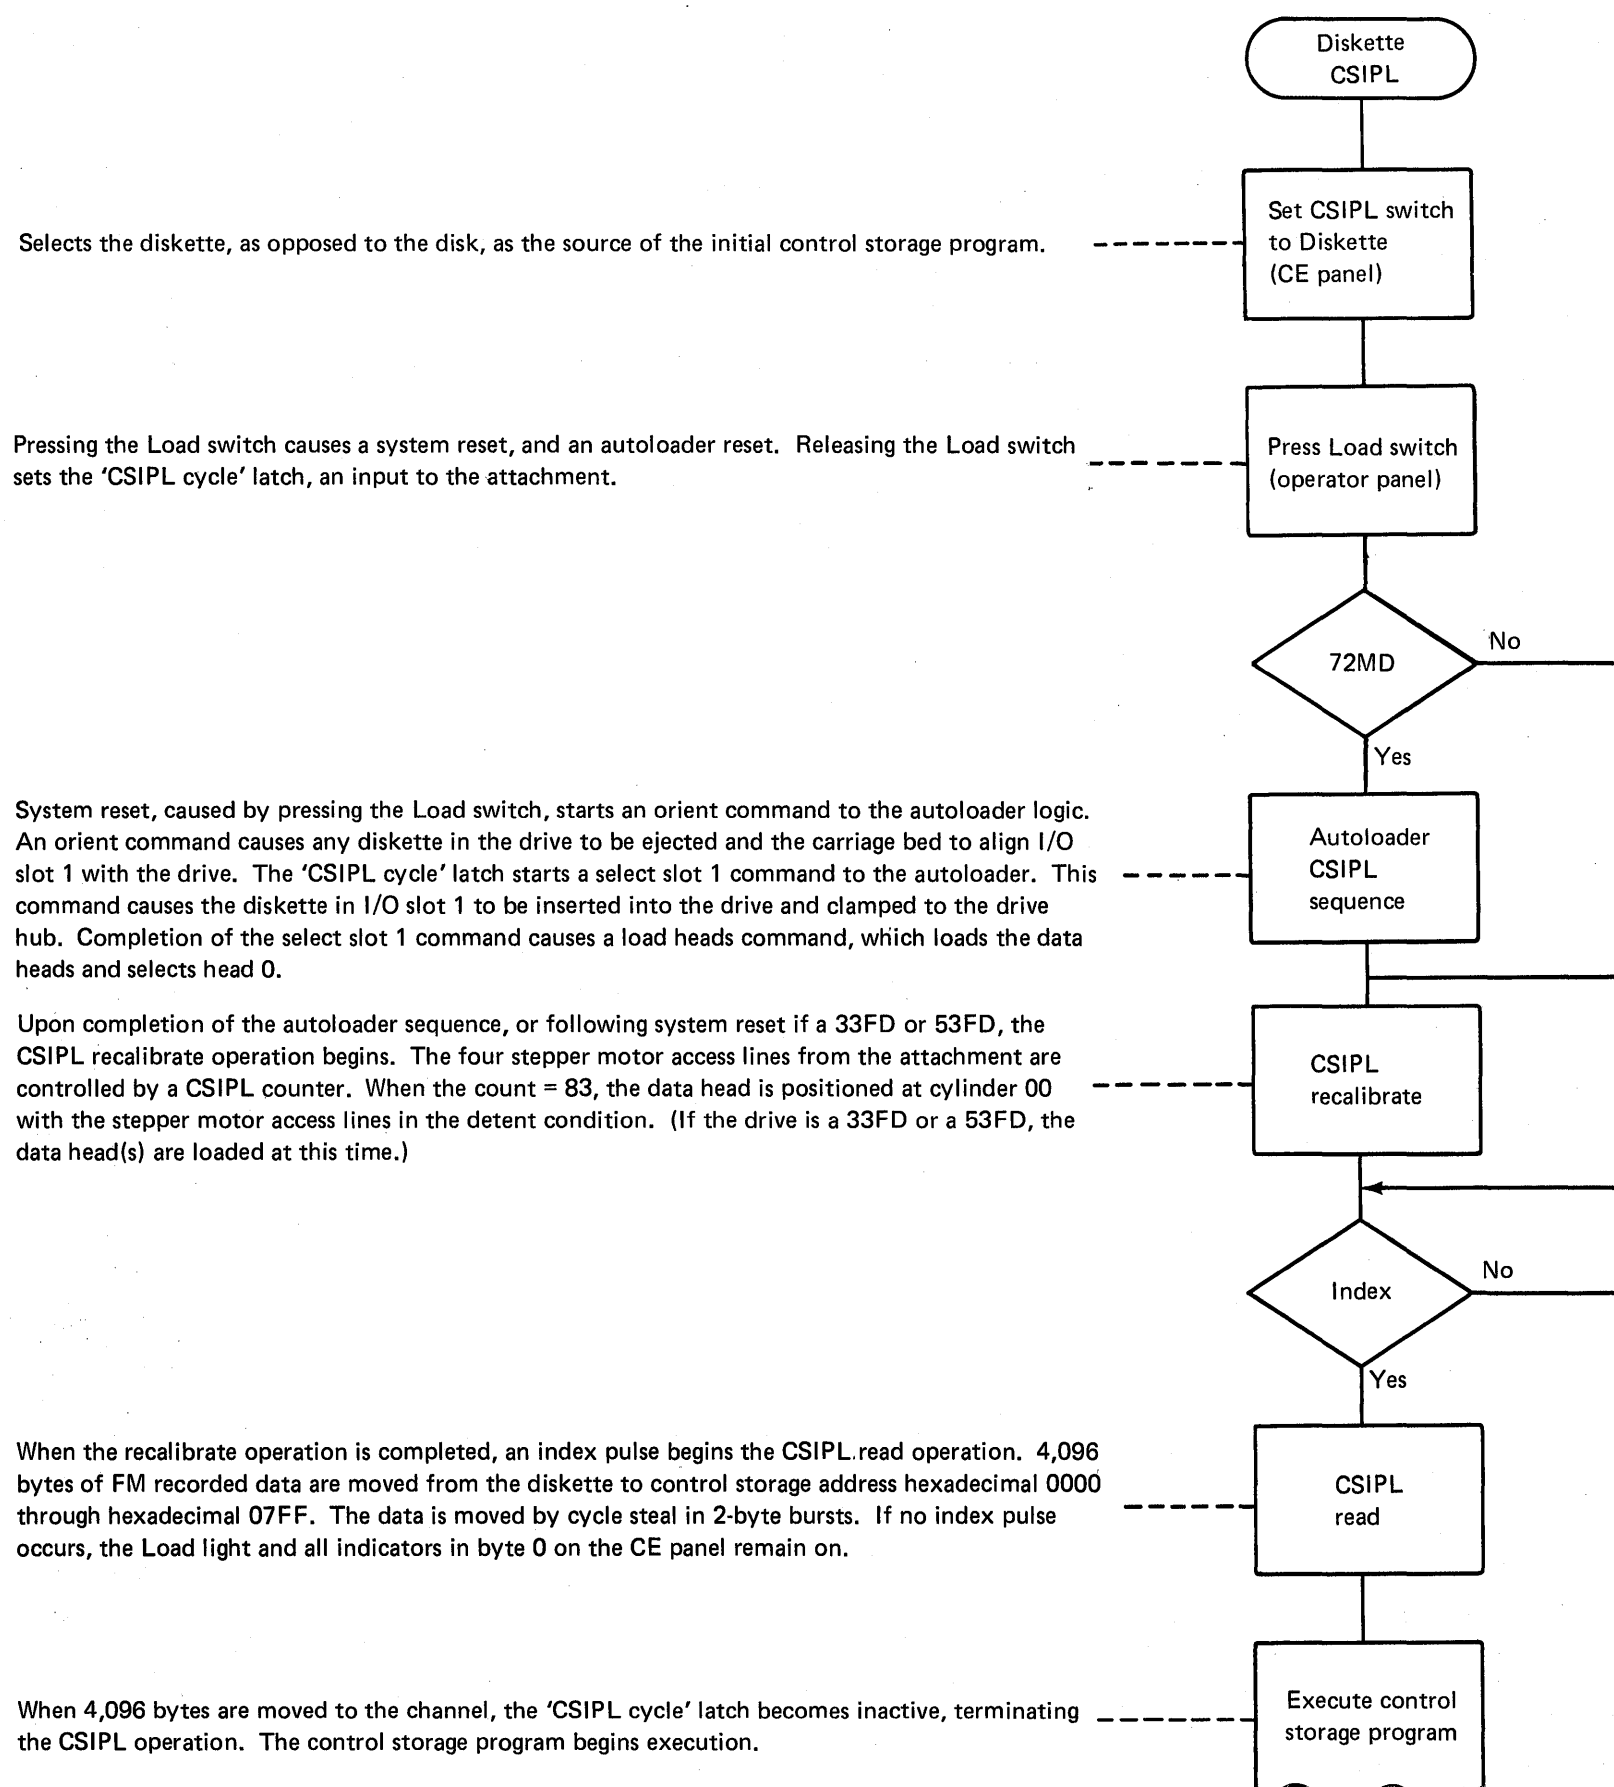 Diskette
CSIPL
Selects the diskette, as opposed to the disk, as the source of the initial control storage program.
Set CSIPL switch
to Diskette
(CE panel)
Pressing the Load switch causes a system reset, and an autoloader reset. Releasing the Load switch
sets the 'CSIPL cycle' latch, an input to the attachment.
Press Load switch
(operator panel)
72MD
No
Yes
System reset, caused by pressing the Load switch, starts an orient command to the autoloader logic.
An orient command causes any diskette in the drive to be ejected and the carriage bed to align I/O
slot 1 with the drive. The 'CSIPL cycle' latch starts a select slot 1 command to the autoloader. This
command causes the diskette in I/O slot 1 to be inserted into the drive and clamped to the drive
hub. Completion of the select slot 1 command causes a load heads command, which loads the data
heads and selects head 0.
Autoloader
CSIPL
sequence
Upon completion of the autoloader sequence, or following system reset if a 33FD or 53FD, the
CSIPL recalibrate operation begins. The four stepper motor access lines from the attachment are
controlled by a CSIPL counter. When the count = 83, the data head is positioned at cylinder 00
with the stepper motor access lines in the detent condition. (If the drive is a 33FD or a 53FD, the
data head(s) are loaded at this time.)
CSIPL
recalibrate
Index
No
Yes
When the recalibrate operation is completed, an index pulse begins the CSIPL read operation. 4,096
bytes of FM recorded data are moved from the diskette to control storage address hexadecimal 0000
through hexadecimal 07FF. The data is moved by cycle steal in 2-byte bursts. If no index pulse
occurs, the Load light and all indicators in byte 0 on the CE panel remain on.
CSIPL
read
When 4,096 bytes are moved to the channel, the 'CSIPL cycle' latch becomes inactive, terminating
the CSIPL operation. The control storage program begins execution.
Execute control
storage program